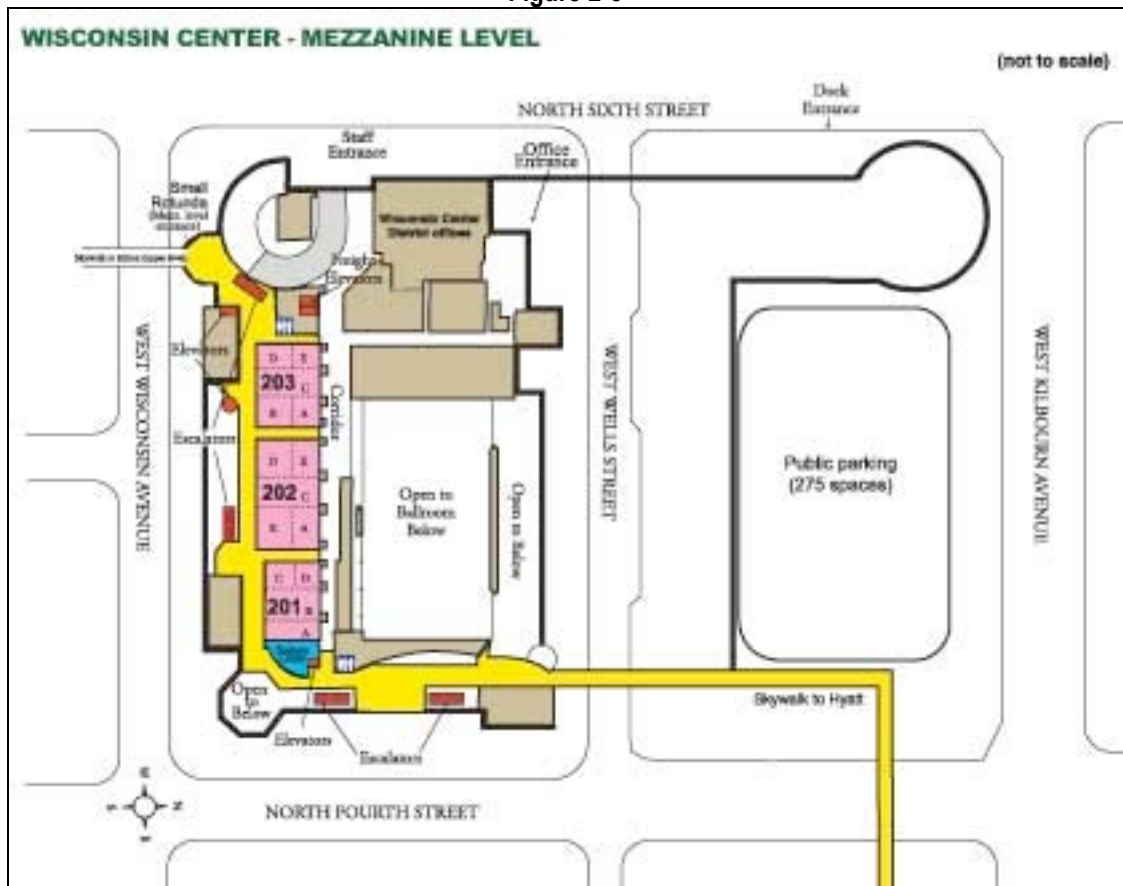 WISCONSIN CENTER - MEZZANINE LEVEL
(not to scale)
Dock
Entrance
NORTH SIXTH STREET
Staff
Entrance
Office
Entrance
Small
Rotunda
entrance)
Wisconsin Center
District offices
Freight
Elevators
Elevators
WEST WISCONSIN AVENUE
WEST WELLS STREET
WEST KILBOURN AVENUE
D E
203 C
B A
Corridor
Escalators
D E
202 C
B A
Open to
Ballroom
Below
Open to Below
Public parking
(275 spaces)
C D
201 B
A
Open
to
Below
Skywalk to Hyatt
Elevators
Escalators
NORTH FOURTH STREET
N